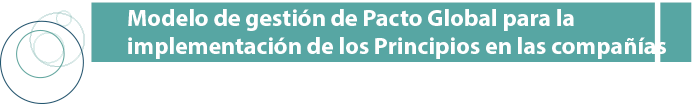 Modelo de gestión de Pacto Global para la
implementación de los Principios en las compañías